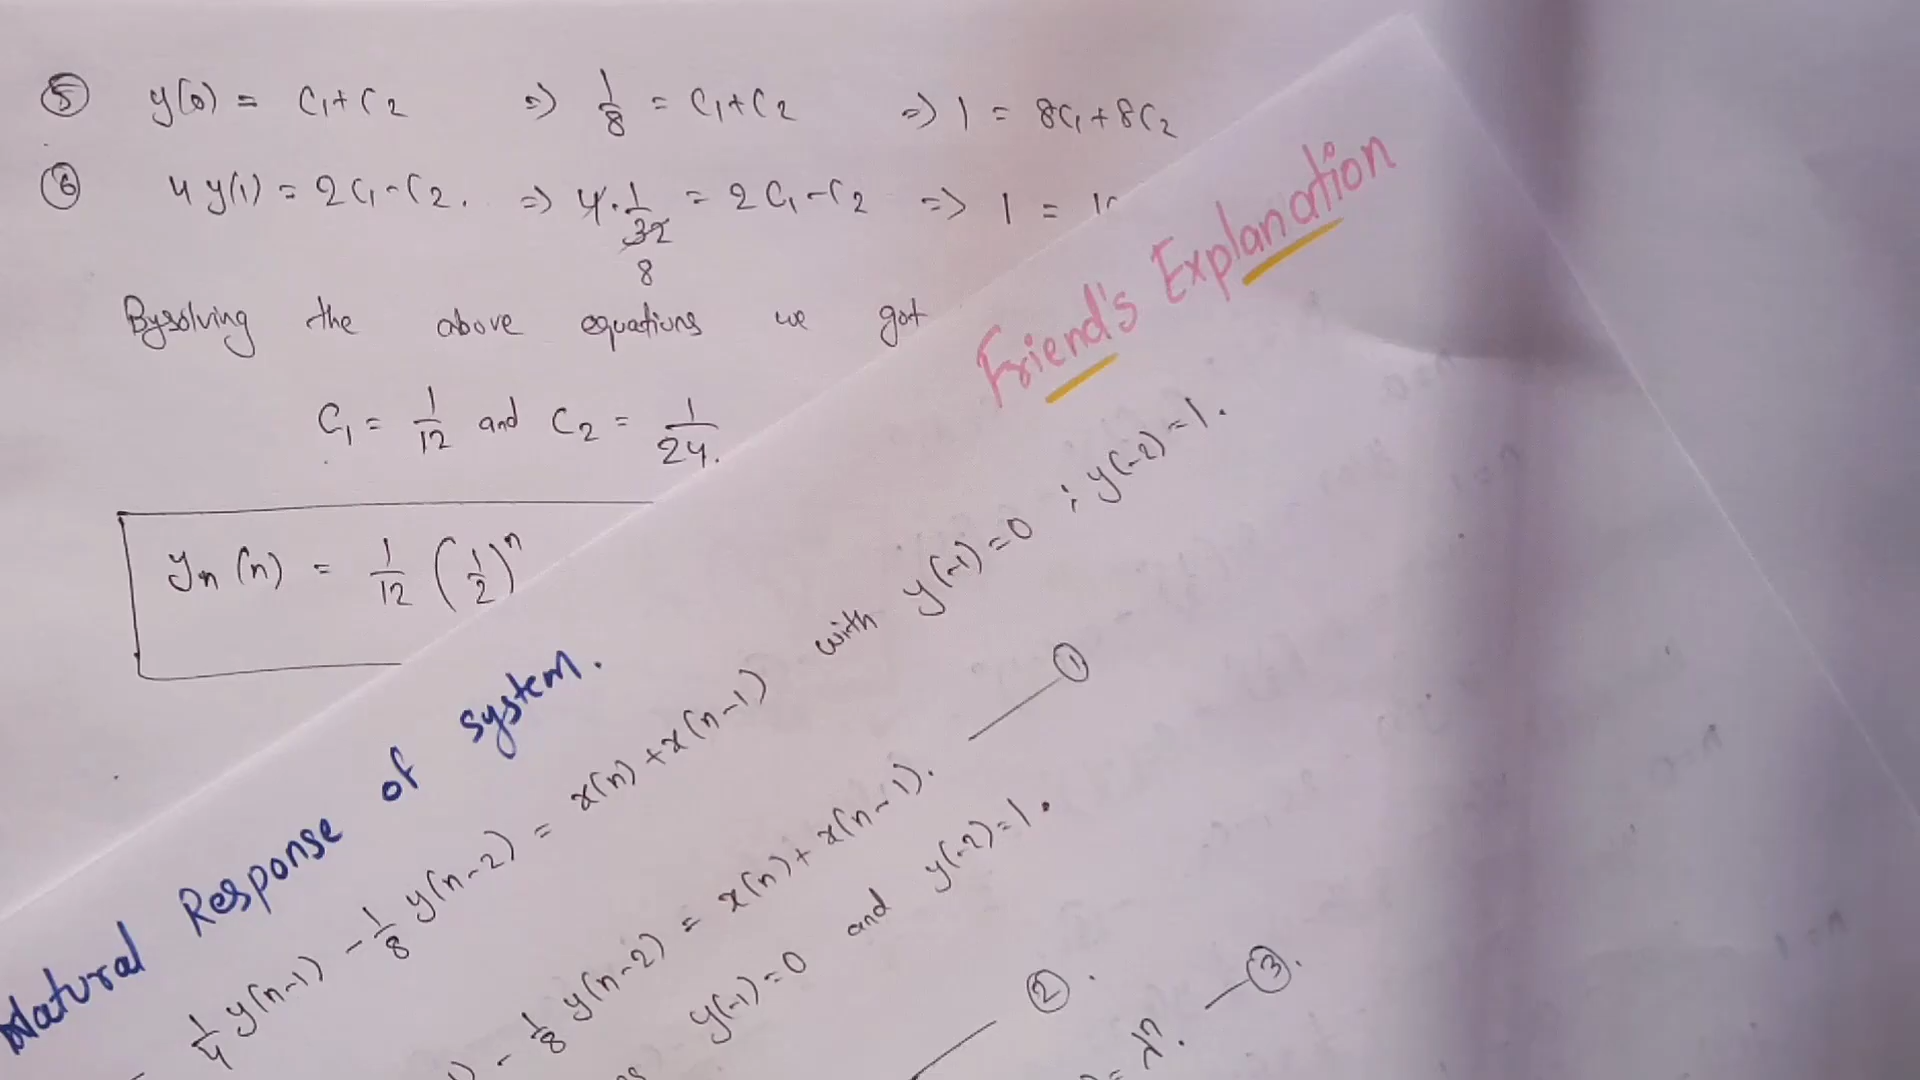 ⑤ y(0) = C₁+C₂ => 1/8 = C₁+C₂ => 1 = 8C₁+8C₂
⑥ 4y(1) = 2C₁-C₂. => 4·1/32 8 = 2C₁-C₂ => 1 =
By solving the above equations we got
C₁ = 1/12 and C₂ = 1/24.
yn(n) = 1/12 (1/2)ⁿ
Friend's Explanation
Natural Response of system.
1/4 y(n-1) - 1/8 y(n-2) = x(n) + x(n-1) with y(-1)=0 ; y(-2)=1.
- 1/8 y(n-2) = x(n) + x(n-1). ①
y(-1)=0 and y(-2)=1.
②.
= λⁿ. ③.